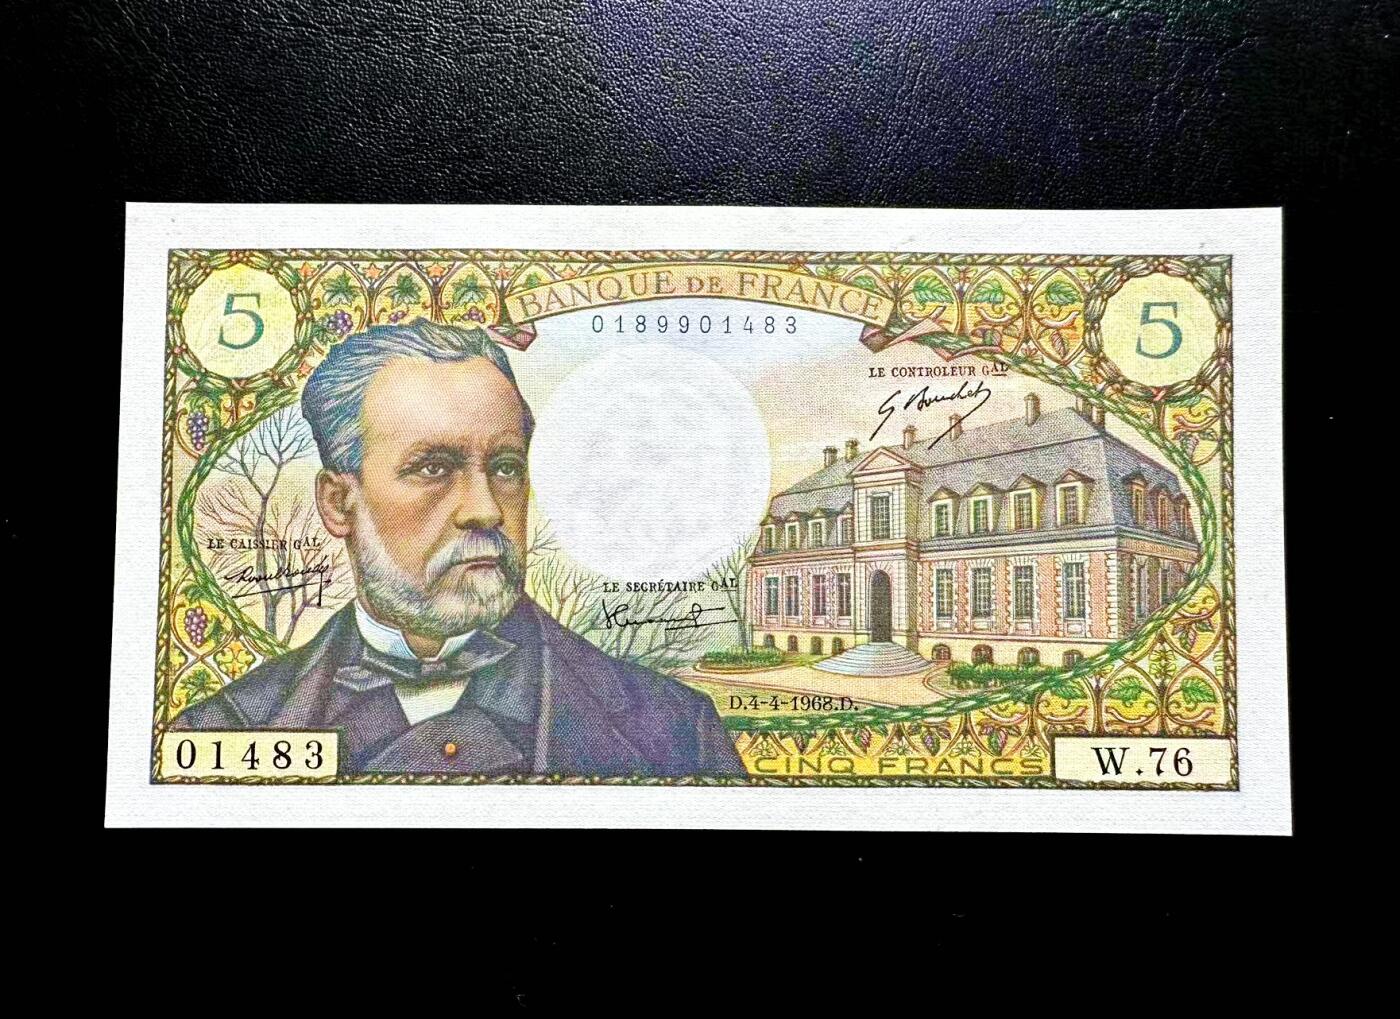 BANQUE DE FRANCE
5
5
0189901483
LE CONTROLEUR GAL
G Bouchet
LE CAISSIER GAL
LE SECRÉTAIRE GAL
D.4-4-1968.D.
01483
CINQ FRANCS
W.76